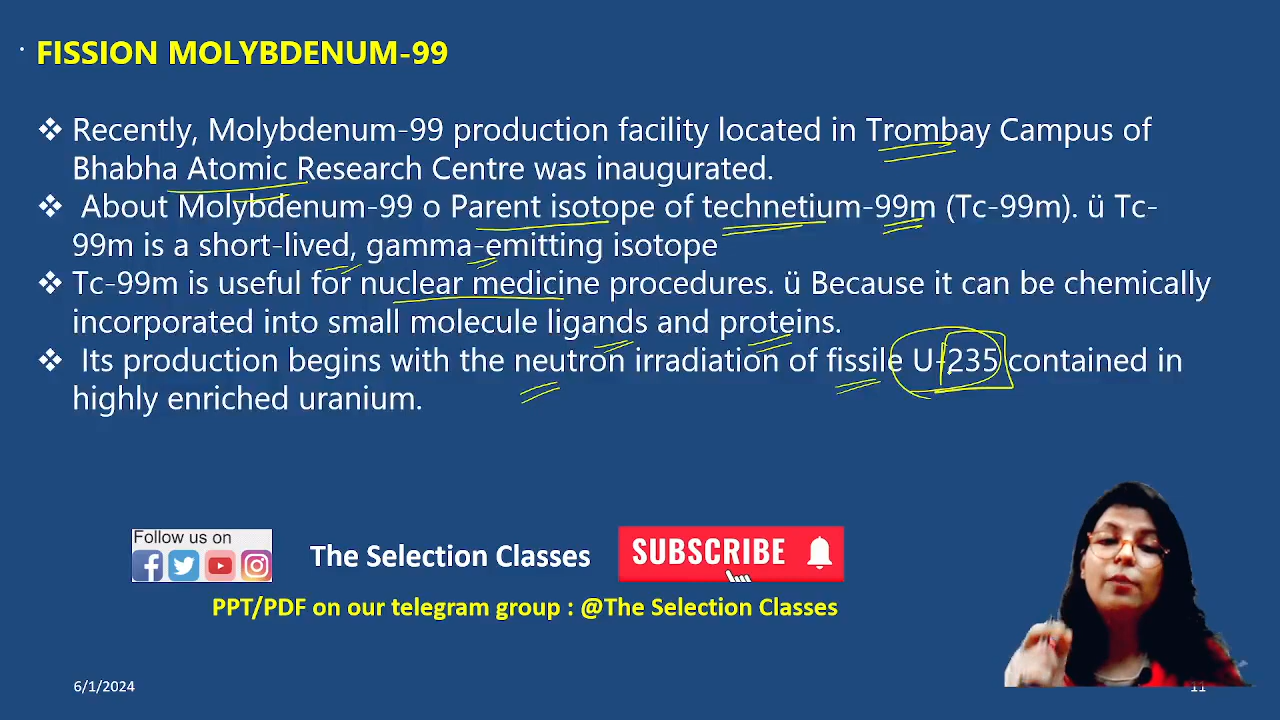 FISSION MOLYBDENUM-99
❖ Recently, Molybdenum-99 production facility located in Trombay Campus of
Bhabha Atomic Research Centre was inaugurated.
❖ About Molybdenum-99 o Parent isotope of technetium-99m (Tc-99m). ü Tc-
99m is a short-lived, gamma-emitting isotope
❖ Tc-99m is useful for nuclear medicine procedures. ü Because it can be chemically
incorporated into small molecule ligands and proteins.
❖ Its production begins with the neutron irradiation of fissile U-235 contained in
highly enriched uranium.
Follow us on
The Selection Classes
SUBSCRIBE
PPT/PDF on our telegram group : @The Selection Classes
6/1/2024
11